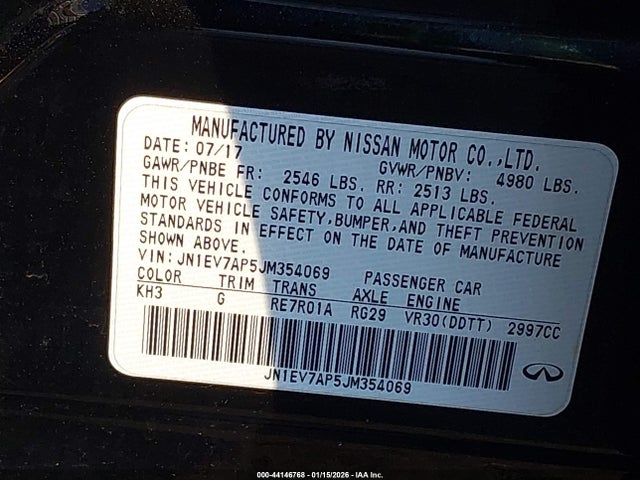 MANUFACTURED BY NISSAN MOTOR CO.,LTD.
DATE: 07/17 GVWR/PNBV: 4980 LBS.
GAWR/PNBE FR: 2546 LBS. RR: 2513 LBS.
THIS VEHICLE CONFORMS TO ALL APPLICABLE FEDERAL
MOTOR VEHICLE SAFETY,BUMPER,AND THEFT PREVENTION
STANDARDS IN EFFECT ON THE DATE OF MANUFACTURE
SHOWN ABOVE.
VIN:JN1EV7AP5JM354069 PASSENGER CAR
COLOR TRIM TRANS AXLE ENGINE
KH3 G RE7R01A RG29 VR30(DDTT) 2997CC
JN1EV7AP5JM354069
000-44146768 - 01/15/2026 - IAA Inc.